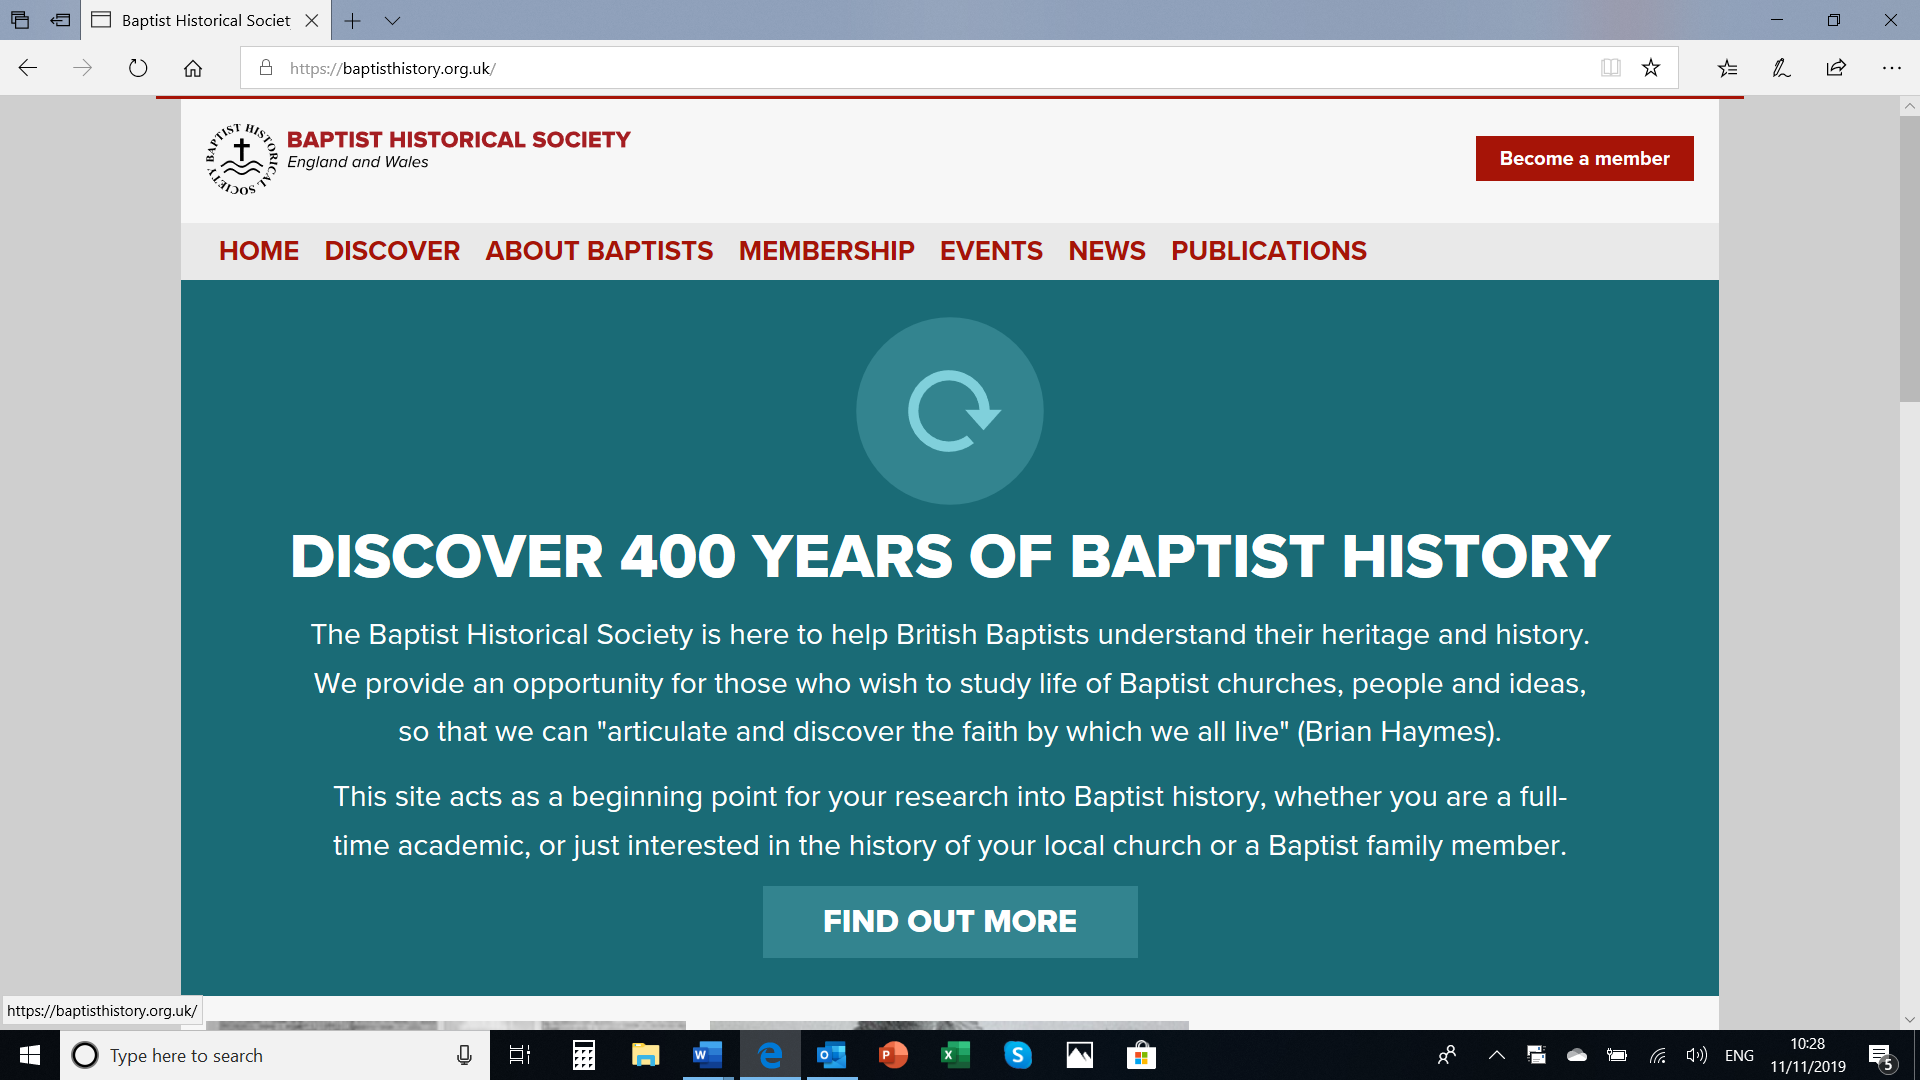 Baptist Historical Societ
https://baptisthistory.org.uk/
BAPTIST HISTORICAL SOCIETY
BAPTIST HISTORICAL SOCIETY
England and Wales
Become a member
HOME DISCOVER ABOUT BAPTISTS MEMBERSHIP EVENTS NEWS PUBLICATIONS
DISCOVER 400 YEARS OF BAPTIST HISTORY
The Baptist Historical Society is here to help British Baptists understand their heritage and history.
We provide an opportunity for those who wish to study life of Baptist churches, people and ideas,
so that we can "articulate and discover the faith by which we all live" (Brian Haymes).
This site acts as a beginning point for your research into Baptist history, whether you are a full-
time academic, or just interested in the history of your local church or a Baptist family member.
FIND OUT MORE
https://baptisthistory.org.uk/
Type here to search
W
O
P
X
S
ENG
10:28
11/11/2019
5